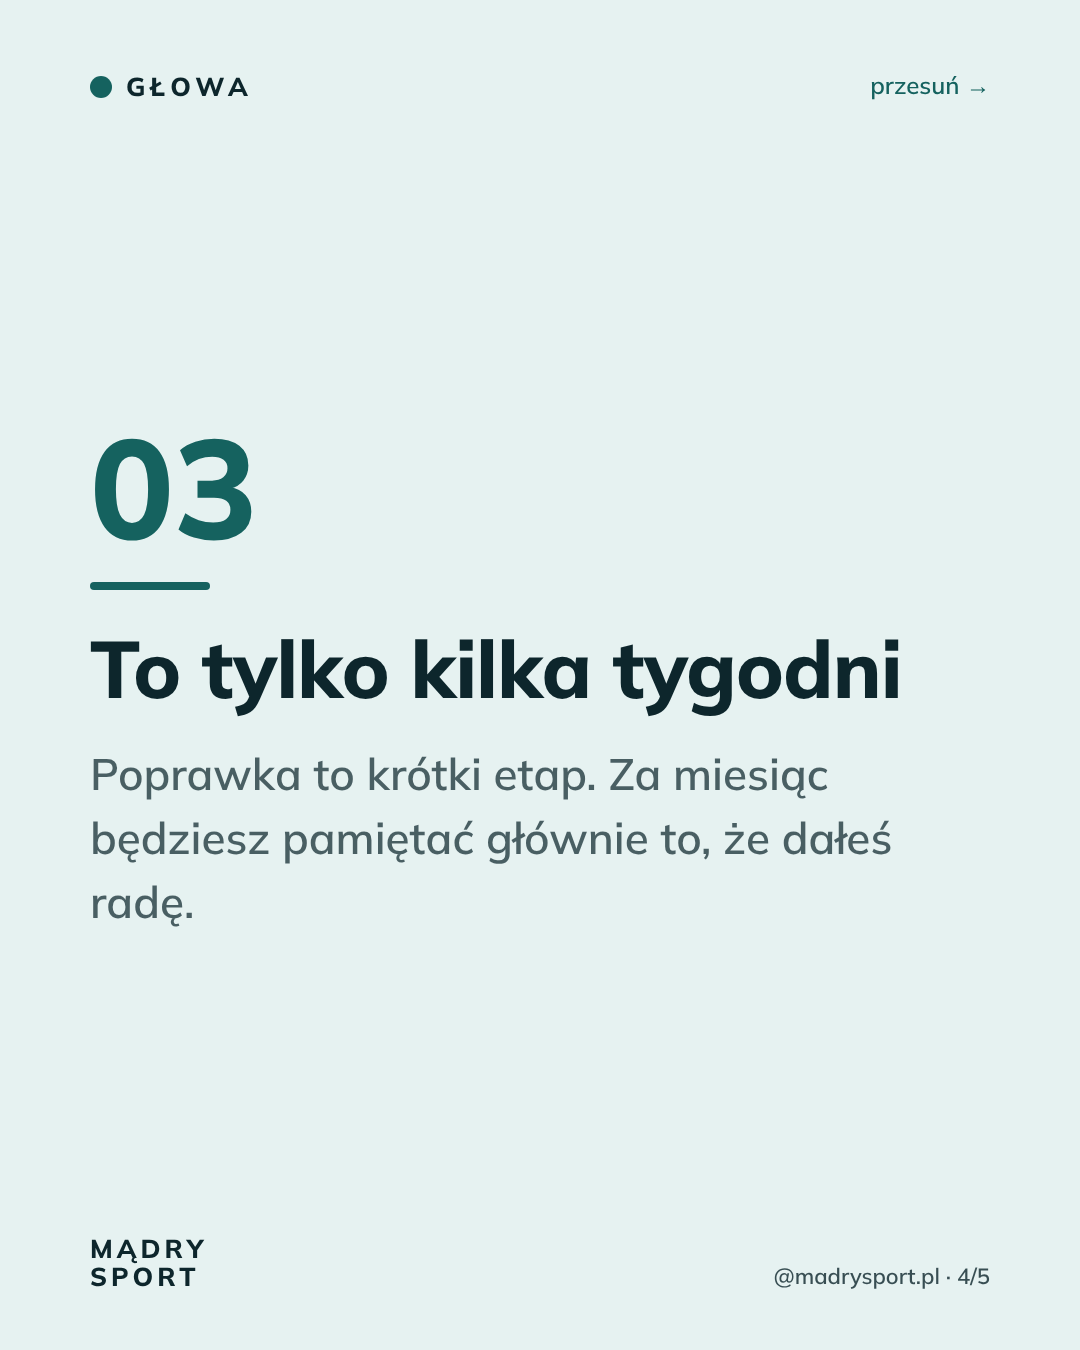 GŁOWA
przesuń →
03
To tylko kilka tygodni
Poprawka to krótki etap. Za miesiąc
będziesz pamiętać głównie to, że dałeś
radę.
MĄDRY
SPORT
@madrysport.pl · 4/5